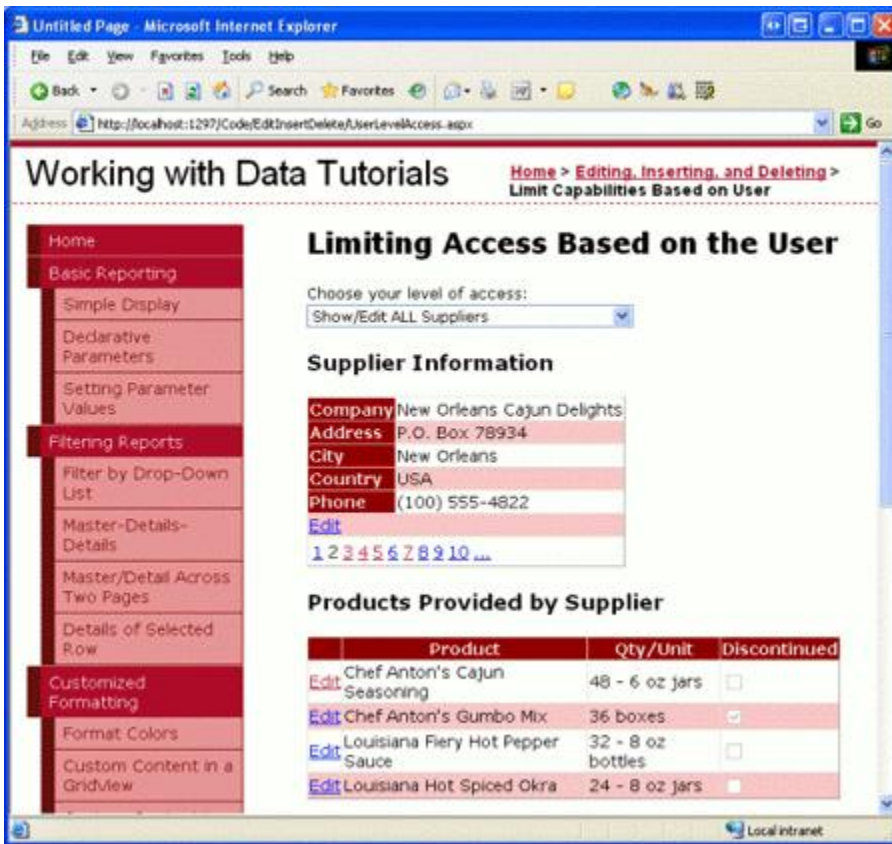 Untitled Page - Microsoft Internet Explorer
File Edit View Favorites Tools Help
Back Search Favorites
Address http://localhost:1297/Code/EditInsertDelete/UserLevelAccess.aspx Go
Working with Data Tutorials
Home > Editing, Inserting, and Deleting >
Limit Capabilities Based on User
Home
Basic Reporting
Simple Display
Declarative
Parameters
Setting Parameter
Values
Filtering Reports
Filter by Drop-Down
List
Master-Details-
Details
Master/Detail Across
Two Pages
Details of Selected
Row
Customized
Formatting
Format Colors
Custom Content in a
GridView
Limiting Access Based on the User
Choose your level of access:
Show/Edit ALL Suppliers
Supplier Information
Company New Orleans Cajun Delights
Address P.O. Box 78934
City New Orleans
Country USA
Phone (100) 555-4822
Edit
1 2 3 4 5 6 7 8 9 10 ...
Products Provided by Supplier
Product Qty/Unit Discontinued
Edit Chef Anton's Cajun Seasoning 48 - 6 oz jars
Edit Chef Anton's Gumbo Mix 36 boxes
Edit Louisiana Fiery Hot Pepper Sauce 32 - 8 oz bottles
Edit Louisiana Hot Spiced Okra 24 - 8 oz jars
Local intranet